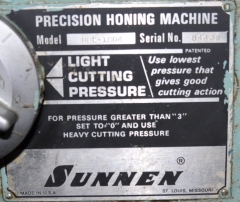 PRECISION HONING MACHINE
Model Serial No.
PATENTED
LIGHT CUTTING PRESSURE
Use lowest pressure that gives good cutting action
FOR PRESSURE GREATER THAN "3"
SET TO "0" AND USE
HEAVY CUTTING PRESSURE
SUNNEN®
MADE IN U.S.A. ST. LOUIS, MISSOURI